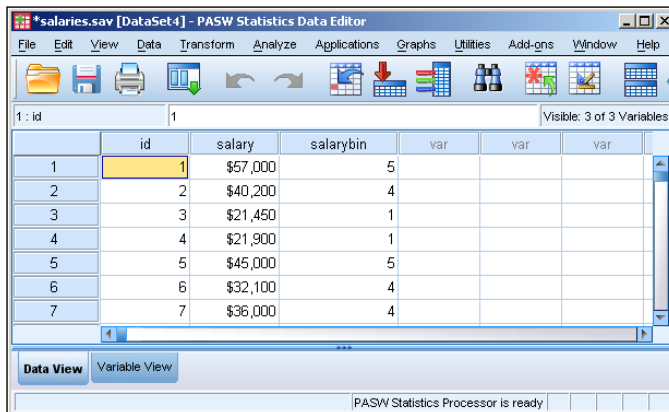 *salaries.sav [DataSet4] - PASW Statistics Data Editor
File Edit View Data Transform Analyze Applications Graphs Utilities Add-ons Window Help
1 : id 1 Visible: 3 of 3 Variables
id salary salarybin var var var
1 1 $57,000 5
2 2 $40,200 4
3 3 $21,450 1
4 4 $21,900 1
5 5 $45,000 5
6 6 $32,100 4
7 7 $36,000 4
Data View Variable View
PASW Statistics Processor is ready